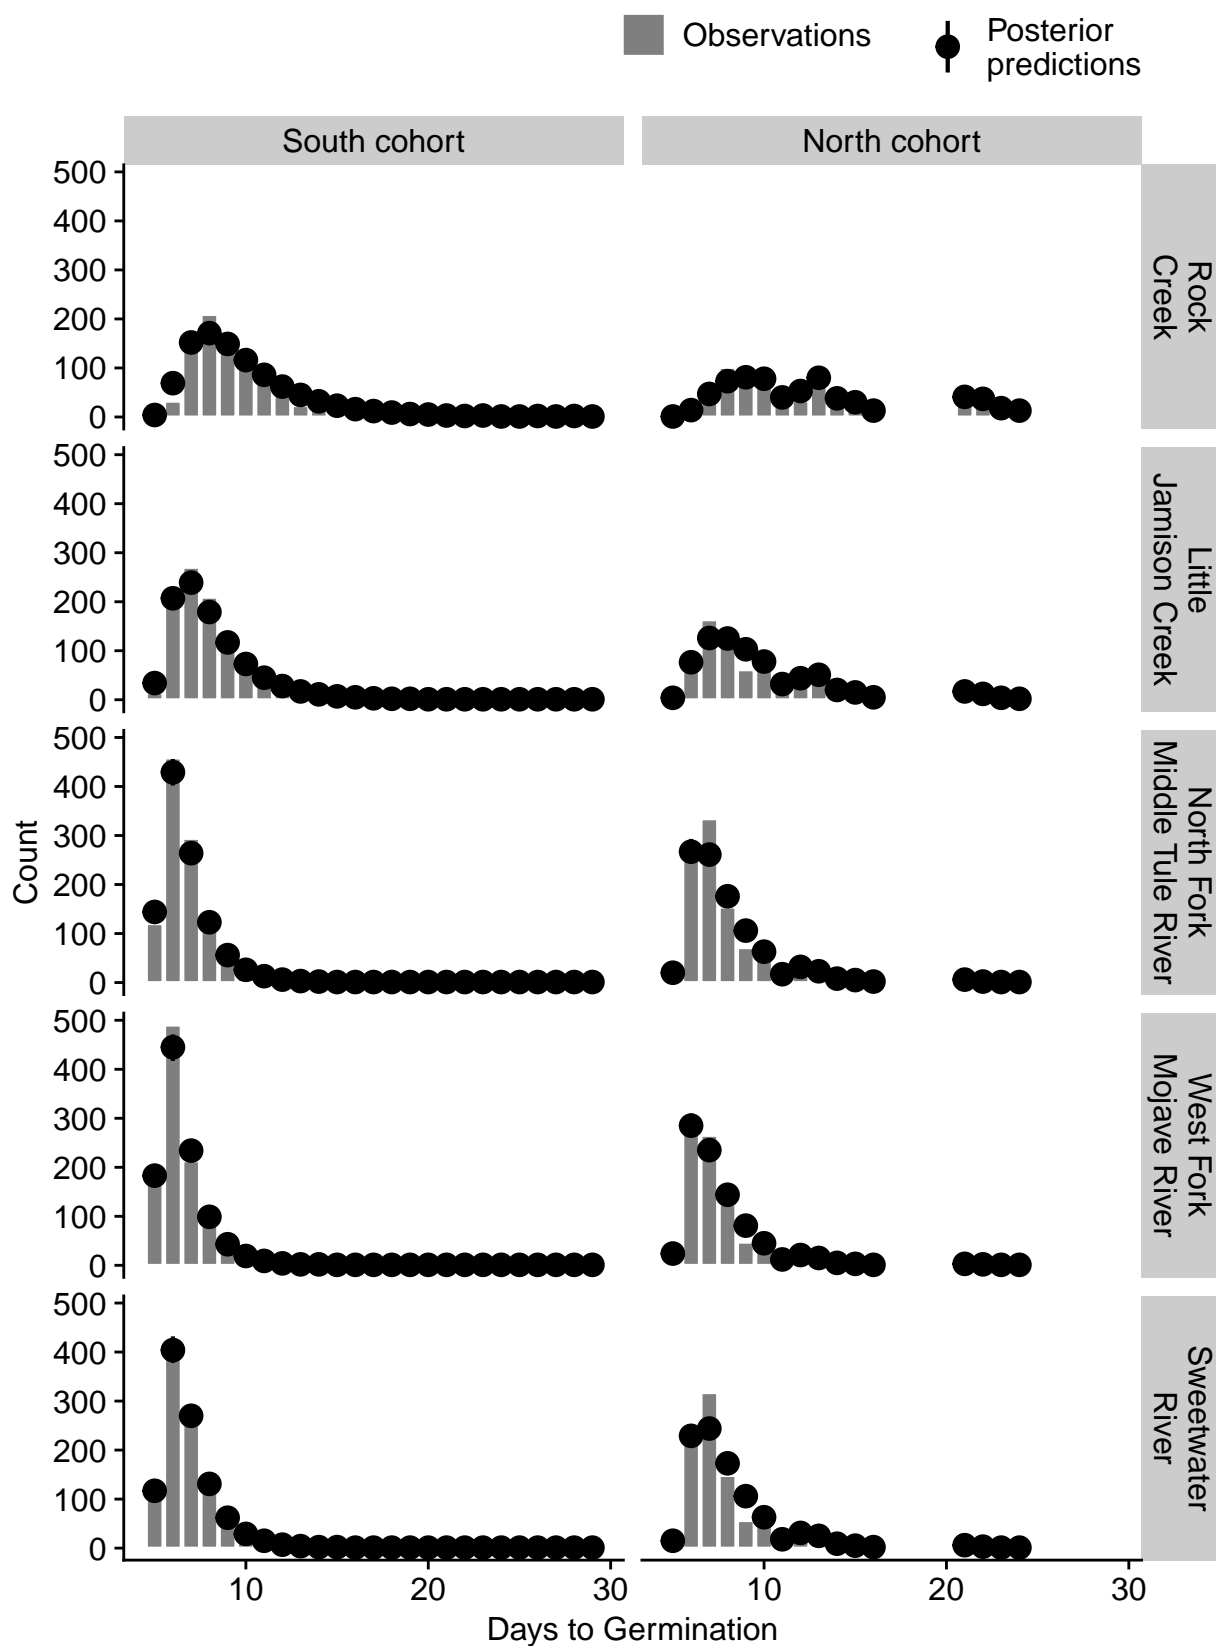 Observations
Posterior
predictions
South cohort
North cohort
500
400
300
200
100
0
Rock
Creek
500
400
300
200
100
0
Little
Jamison Creek
500
400
300
200
100
0
North Fork
Middle Tule River
Count
500
400
300
200
100
0
West Fork
Mojave River
500
400
300
200
100
0
Sweetwater
River
10 20 30 10 20 30
Days to Germination